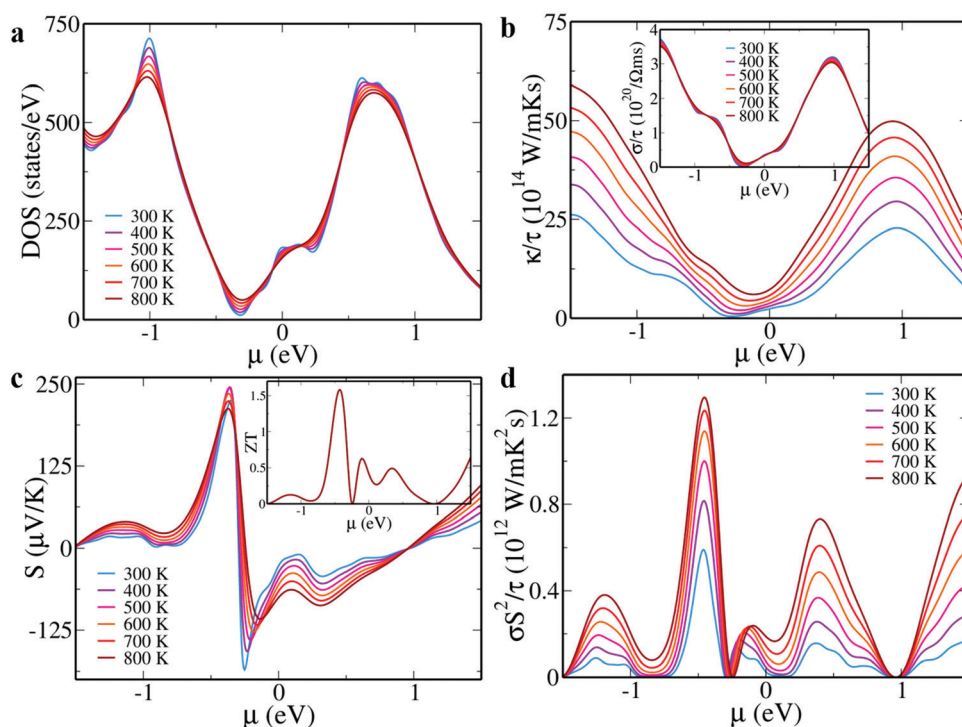 a
DOS (states/eV)
750
500
250
0
300 K
400 K
500 K
600 K
700 K
800 K
-1
0
1
μ (eV)
b
κ/τ (10^14 W/mKs)
75
50
25
0
-1
0
1
μ (eV)
σ/τ (10^20/Ωms)
4
3
2
1
0
300 K
400 K
500 K
600 K
700 K
800 K
-1
0
1
μ (eV)
c
S (μV/K)
250
125
0
-125
300 K
400 K
500 K
600 K
700 K
800 K
-1
0
1
μ (eV)
ZT
1.5
1.0
0.5
0
-1
0
1
μ (eV)
d
σS²/τ (10^12 W/mK²s)
1.2
0.8
0.4
0
300 K
400 K
500 K
600 K
700 K
800 K
-1
0
1
μ (eV)